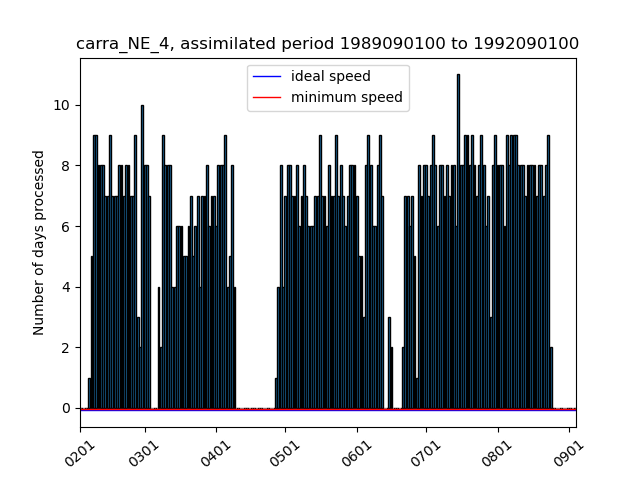 carra_NE_4, assimilated period 1989090100 to 1992090100
ideal speed
minimum speed
Number of days processed
10
8
6
4
2
0
0201 0301 0401 0501 0601 0701 0801 0901